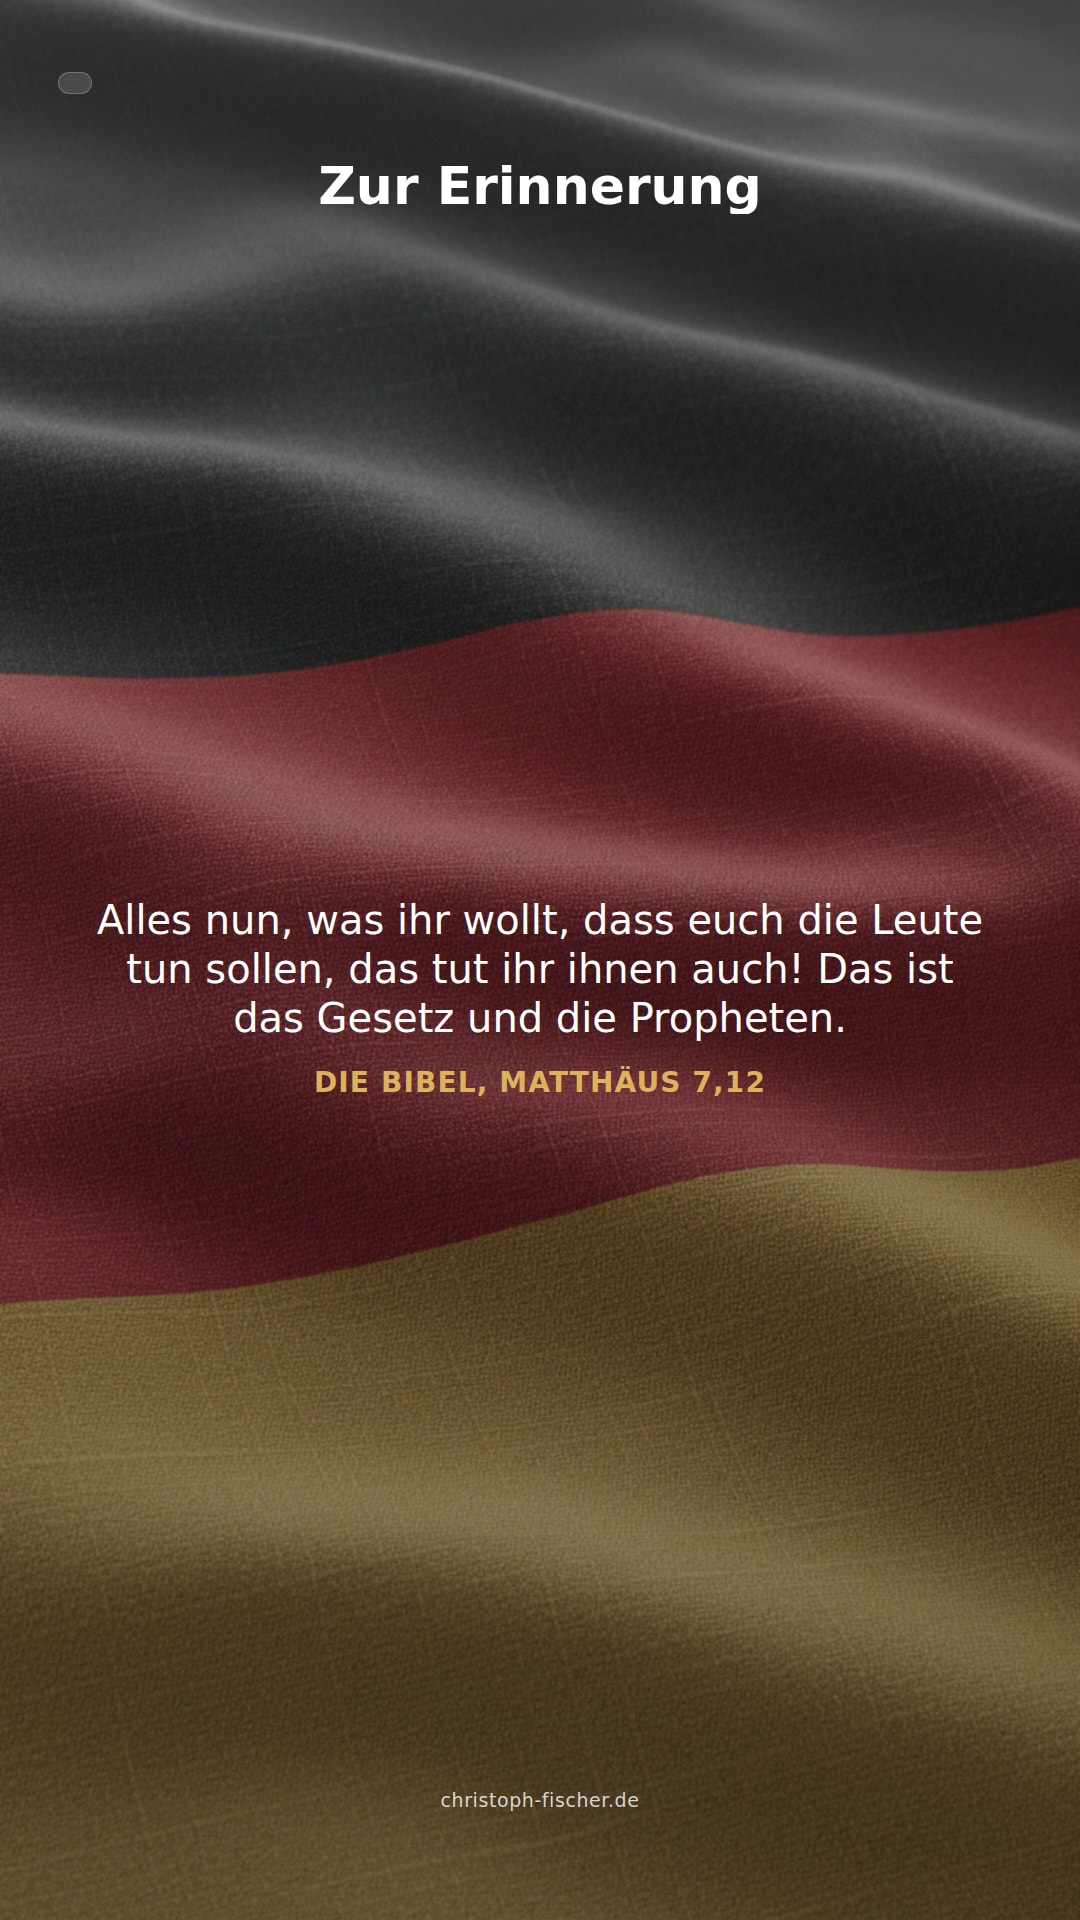 Zur Erinnerung
Alles nun, was ihr wollt, dass euch die Leute
tun sollen, das tut ihr ihnen auch! Das ist
das Gesetz und die Propheten.
DIE BIBEL, MATTHÄUS 7,12
christoph-fischer.de